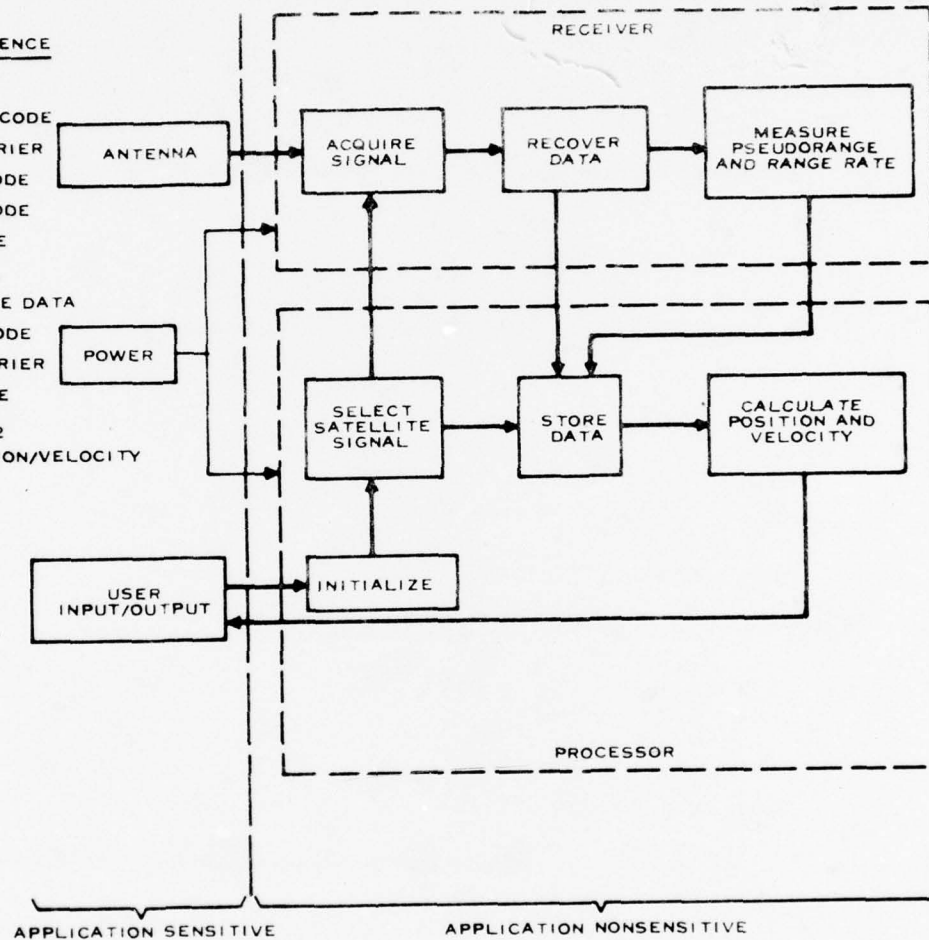 ENCE
CODE
RIER
ODE
ODE
E
E DATA
ODE
RIER
E
2
ON/VELOCITY
RECEIVER
ANTENNA
ACQUIRE
SIGNAL
RECOVER
DATA
MEASURE
PSEUDORANGE
AND RANGE RATE
POWER
SELECT
SATELLITE
SIGNAL
STORE
DATA
CALCULATE
POSITION AND
VELOCITY
USER
INPUT/OUTPUT
INITIALIZE
PROCESSOR
APPLICATION SENSITIVE
APPLICATION NONSENSITIVE